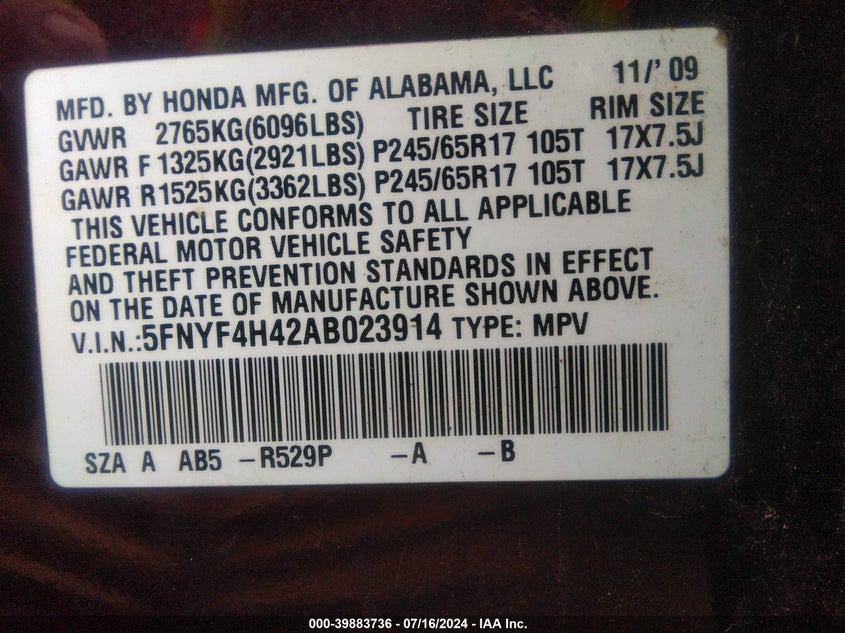 MFD. BY HONDA MFG. OF ALABAMA, LLC 11/' 09
GVWR 2765KG(6096LBS) TIRE SIZE RIM SIZE
GAWR F 1325KG(2921LBS) P245/65R17 105T 17X7.5J
GAWR R1525KG(3362LBS) P245/65R17 105T 17X7.5J
THIS VEHICLE CONFORMS TO ALL APPLICABLE
FEDERAL MOTOR VEHICLE SAFETY
AND THEFT PREVENTION STANDARDS IN EFFECT
ON THE DATE OF MANUFACTURE SHOWN ABOVE.
V.I.N.:5FNYF4H42AB023914 TYPE: MPV
SZA A AB5 -R529P -A -B
000-39883736 - 07/16/2024 - IAA Inc.